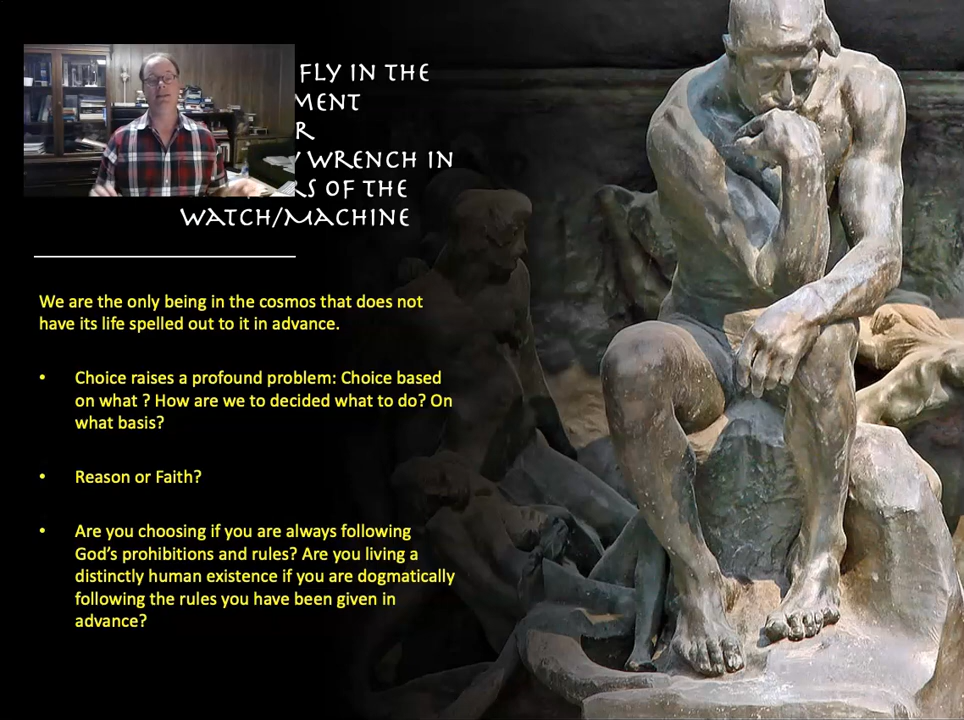 FLY IN THE
MENT
R
WRENCH IN
RS OF THE
WATCH/MACHINE
We are the only being in the cosmos that does not
have its life spelled out to it in advance.
• Choice raises a profound problem: Choice based
on what ? How are we to decided what to do? On
what basis?
• Reason or Faith?
• Are you choosing if you are always following
God’s prohibitions and rules? Are you living a
distinctly human existence if you are dogmatically
following the rules you have been given in
advance?